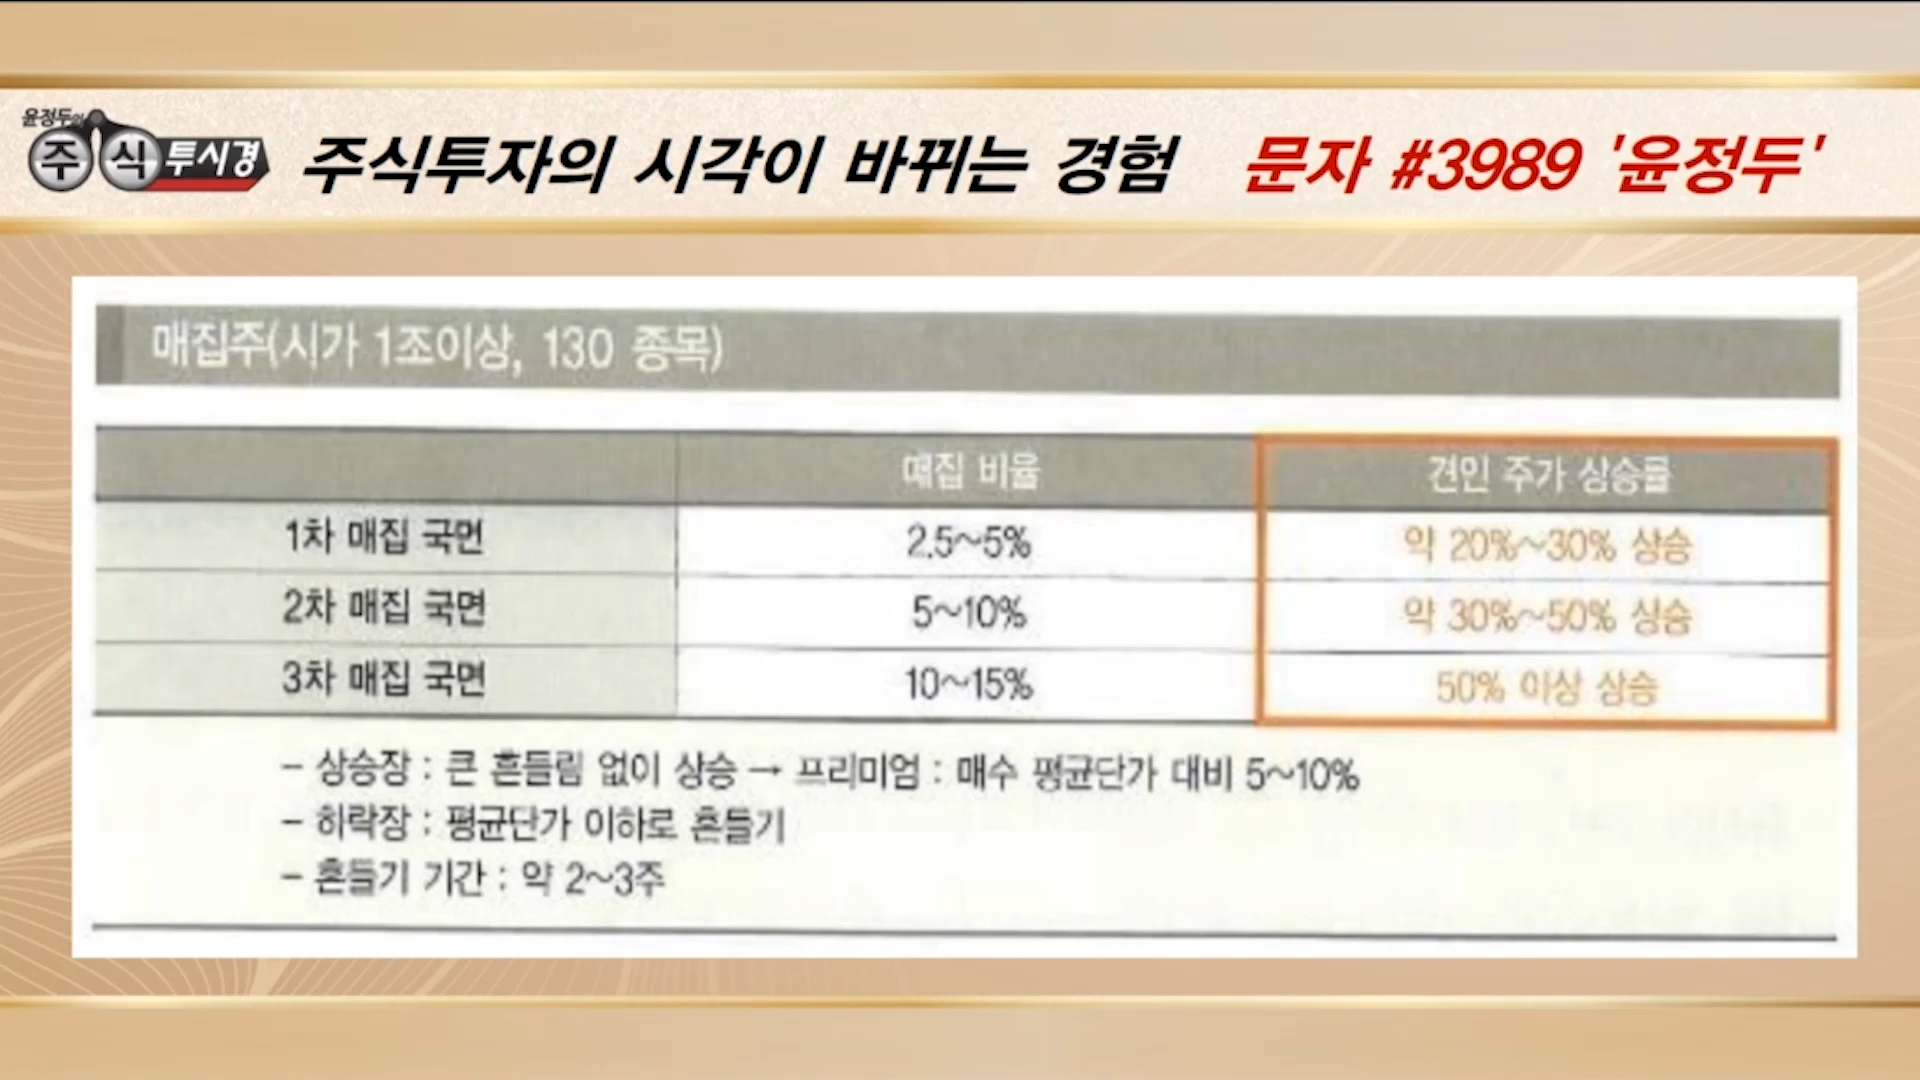 윤정두의
주식투시경
주식투자의 시각이 바뀌는 경험 문자 #3989 '윤정두'
매집주(시가 1조이상, 130 종목)
매집 비율 견인 주가 상승률
1차 매집 국면 2.5~5% 약 20%~30% 상승
2차 매집 국면 5~10% 약 30%~50% 상승
3차 매집 국면 10~15% 50% 이상 상승
- 상승장 : 큰 흔들림 없이 상승 → 프리미엄 : 매수 평균단가 대비 5~10%
- 하락장 : 평균단가 이하로 흔들기
- 흔들기 기간 : 약 2~3주